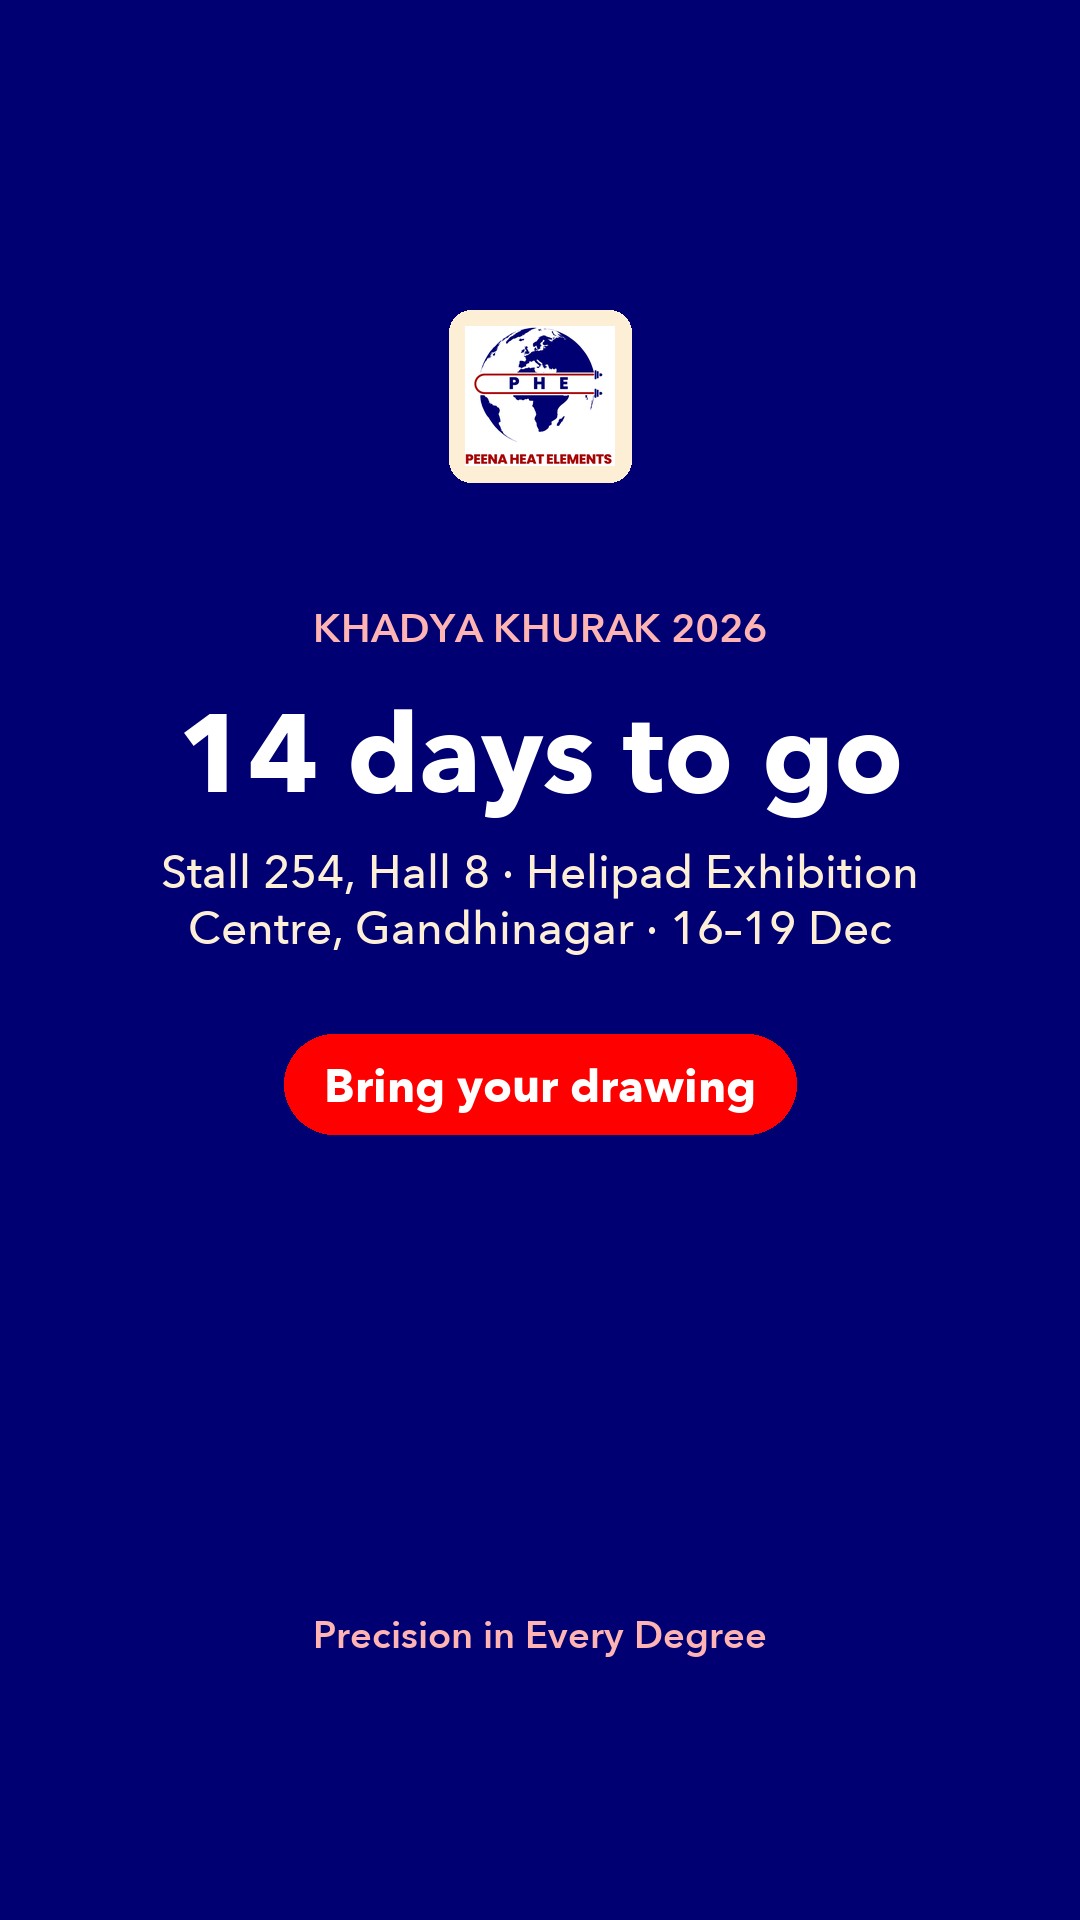 P H E
PEENA HEAT ELEMENTS
KHADYA KHURAK 2026
14 days to go
Stall 254, Hall 8 · Helipad Exhibition
Centre, Gandhinagar · 16–19 Dec
Bring your drawing
Precision in Every Degree